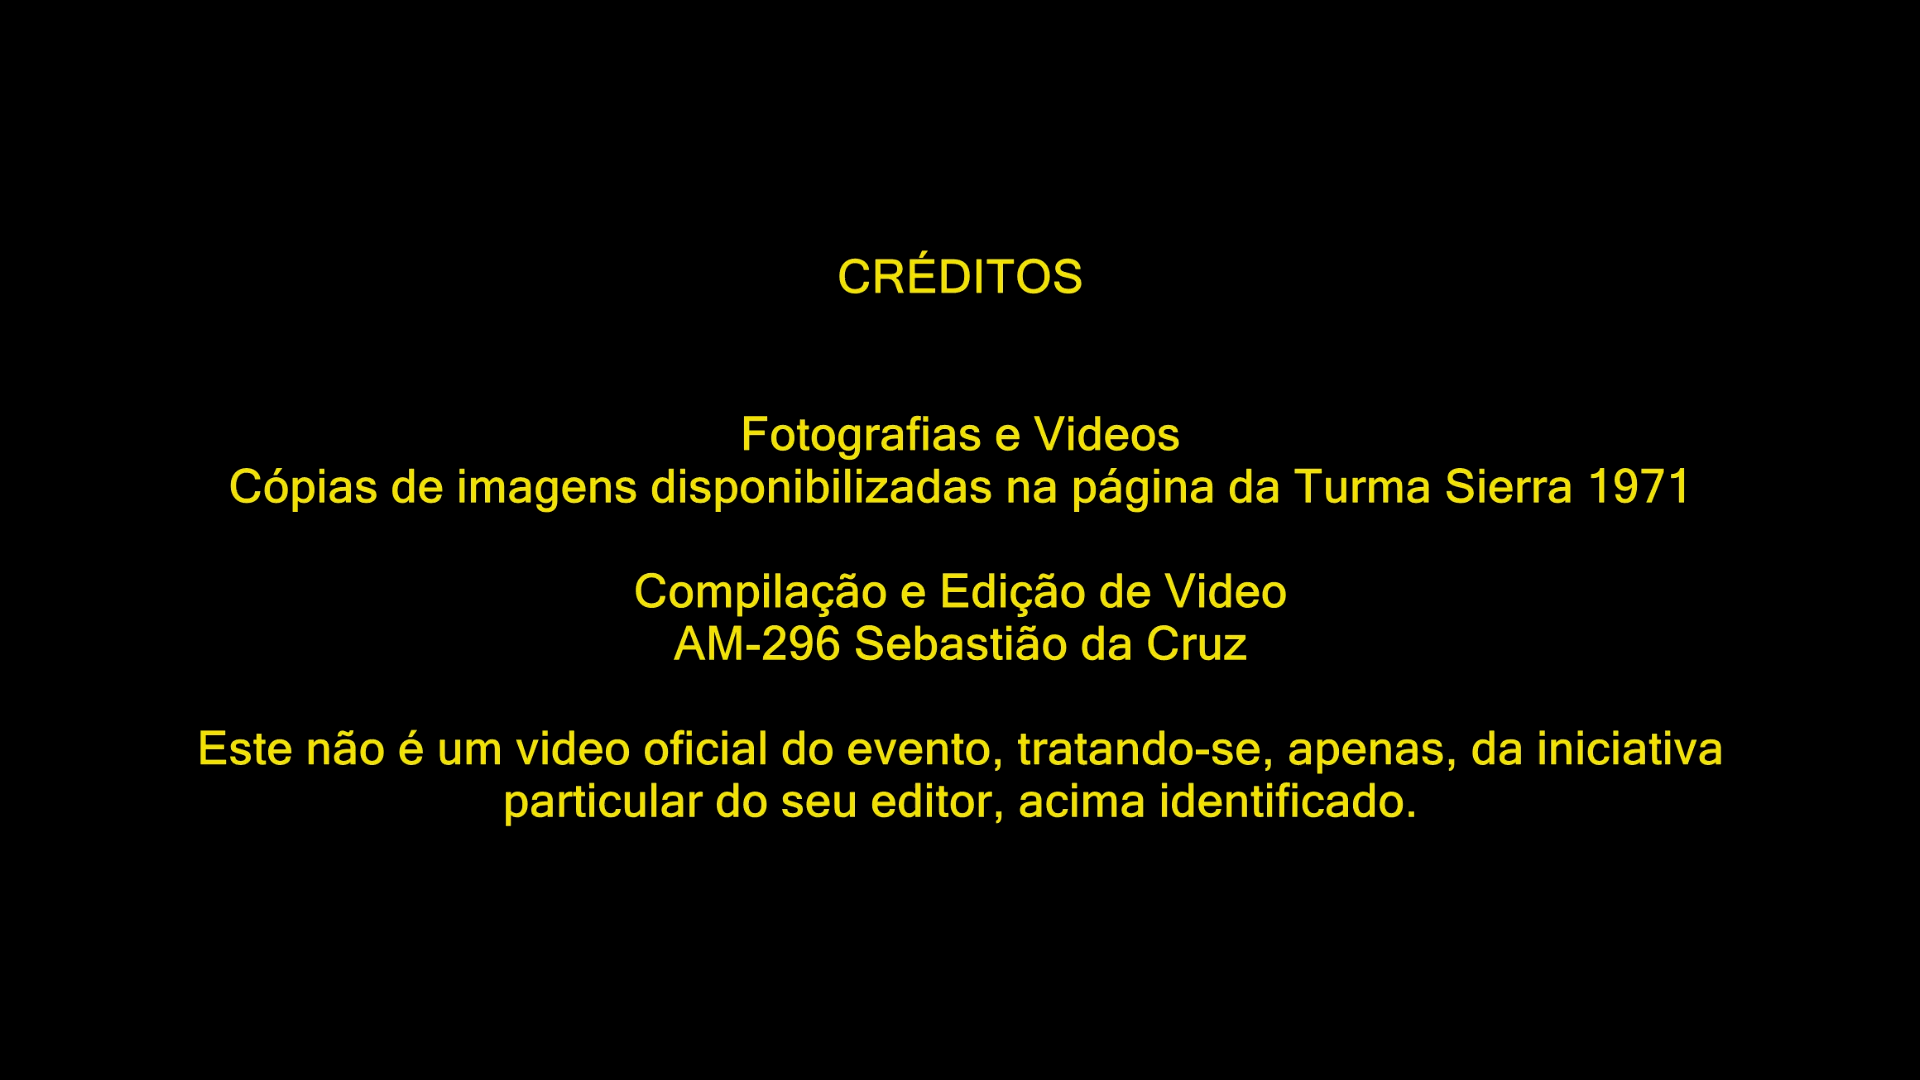 CRÉDITOS
Fotografias e Videos
Cópias de imagens disponibilizadas na página da Turma Sierra 1971
Compilação e Edição de Video
AM-296 Sebastião da Cruz
Este não é um video oficial do evento, tratando-se, apenas, da iniciativa
particular do seu editor, acima identificado.